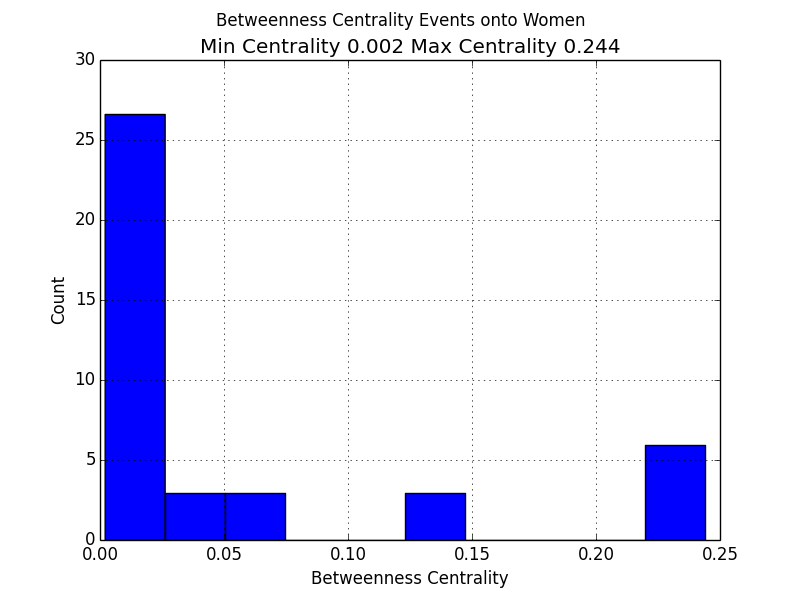 Betweenness Centrality Events onto Women
Min Centrality 0.002 Max Centrality 0.244
30
25
20
15
10
5
0
Count
0.00 0.05 0.10 0.15 0.20 0.25
Betweenness Centrality